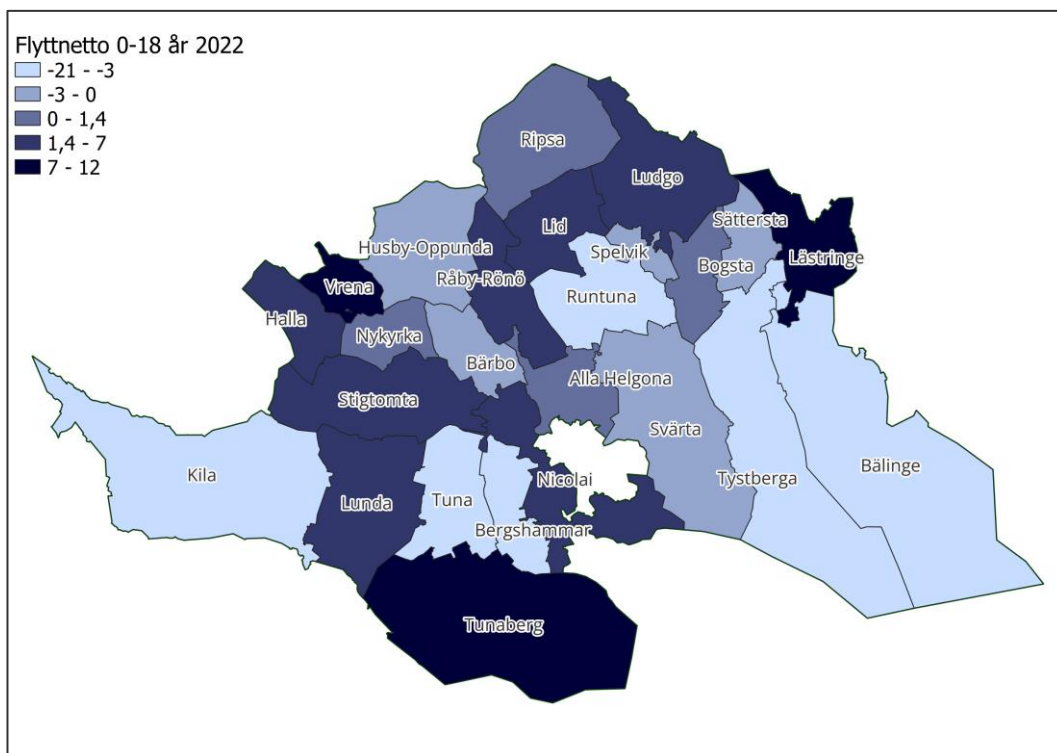 Flyttnetto 0-18 år 2022
-21 - -3
-3 - 0
0 - 1,4
1,4 - 7
7 - 12
Ripsa
Ludgo
Sättersta
Lid
Husby-Oppunda
Spelvik
Lästringe
Bogsta
Råby-Rönö
Vrena
Runtuna
Halla
Nykyrka
Bärbo
Alla Helgona
Stigtomta
Svärta
Bälinge
Kila
Tystberga
Nicolai
Tuna
Lunda
Bergshammar
Tunaberg